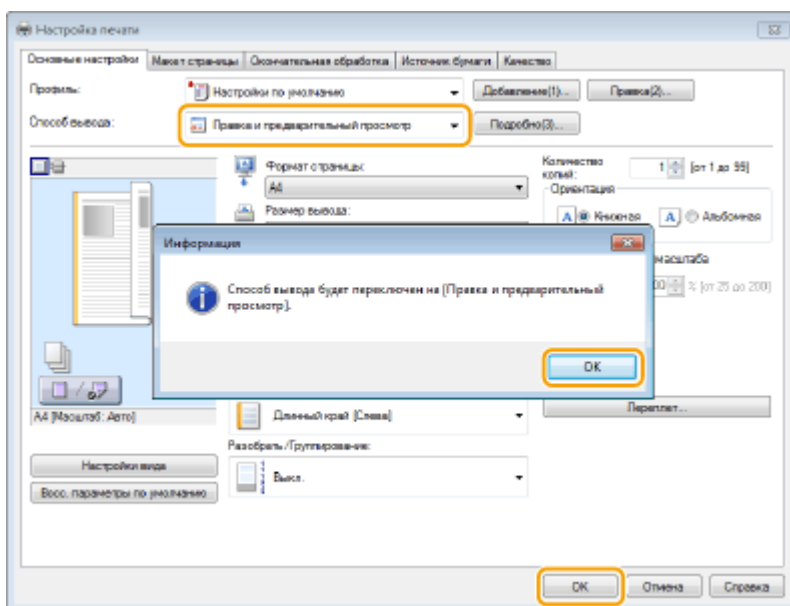 Настройка печати
Основные настройки Макет страницы Окончательная обработка Источник бумаги Качество
Профиль: Настройки по умолчанию Добавление(1)... Правка(2)...
Способ вывода: Правка и предварительный просмотр Подробно(3)...
Формат страницы:
A4
Размер вывода:
Количество копий: 1 [от 1 до 99]
Ориентация
A Книжная A Альбомная
масштаба
00 % [от 25 до 200]
Информация
Способ вывода будет переключен на [Правка и предварительный
просмотр].
OK
A4 [Масштаб: Авто]
Длинный край [Слева]
Переплет...
Разобрать/Группирование:
Выкл.
Настройки вида
Восс. параметры по умолчанию
OK Отмена Справка